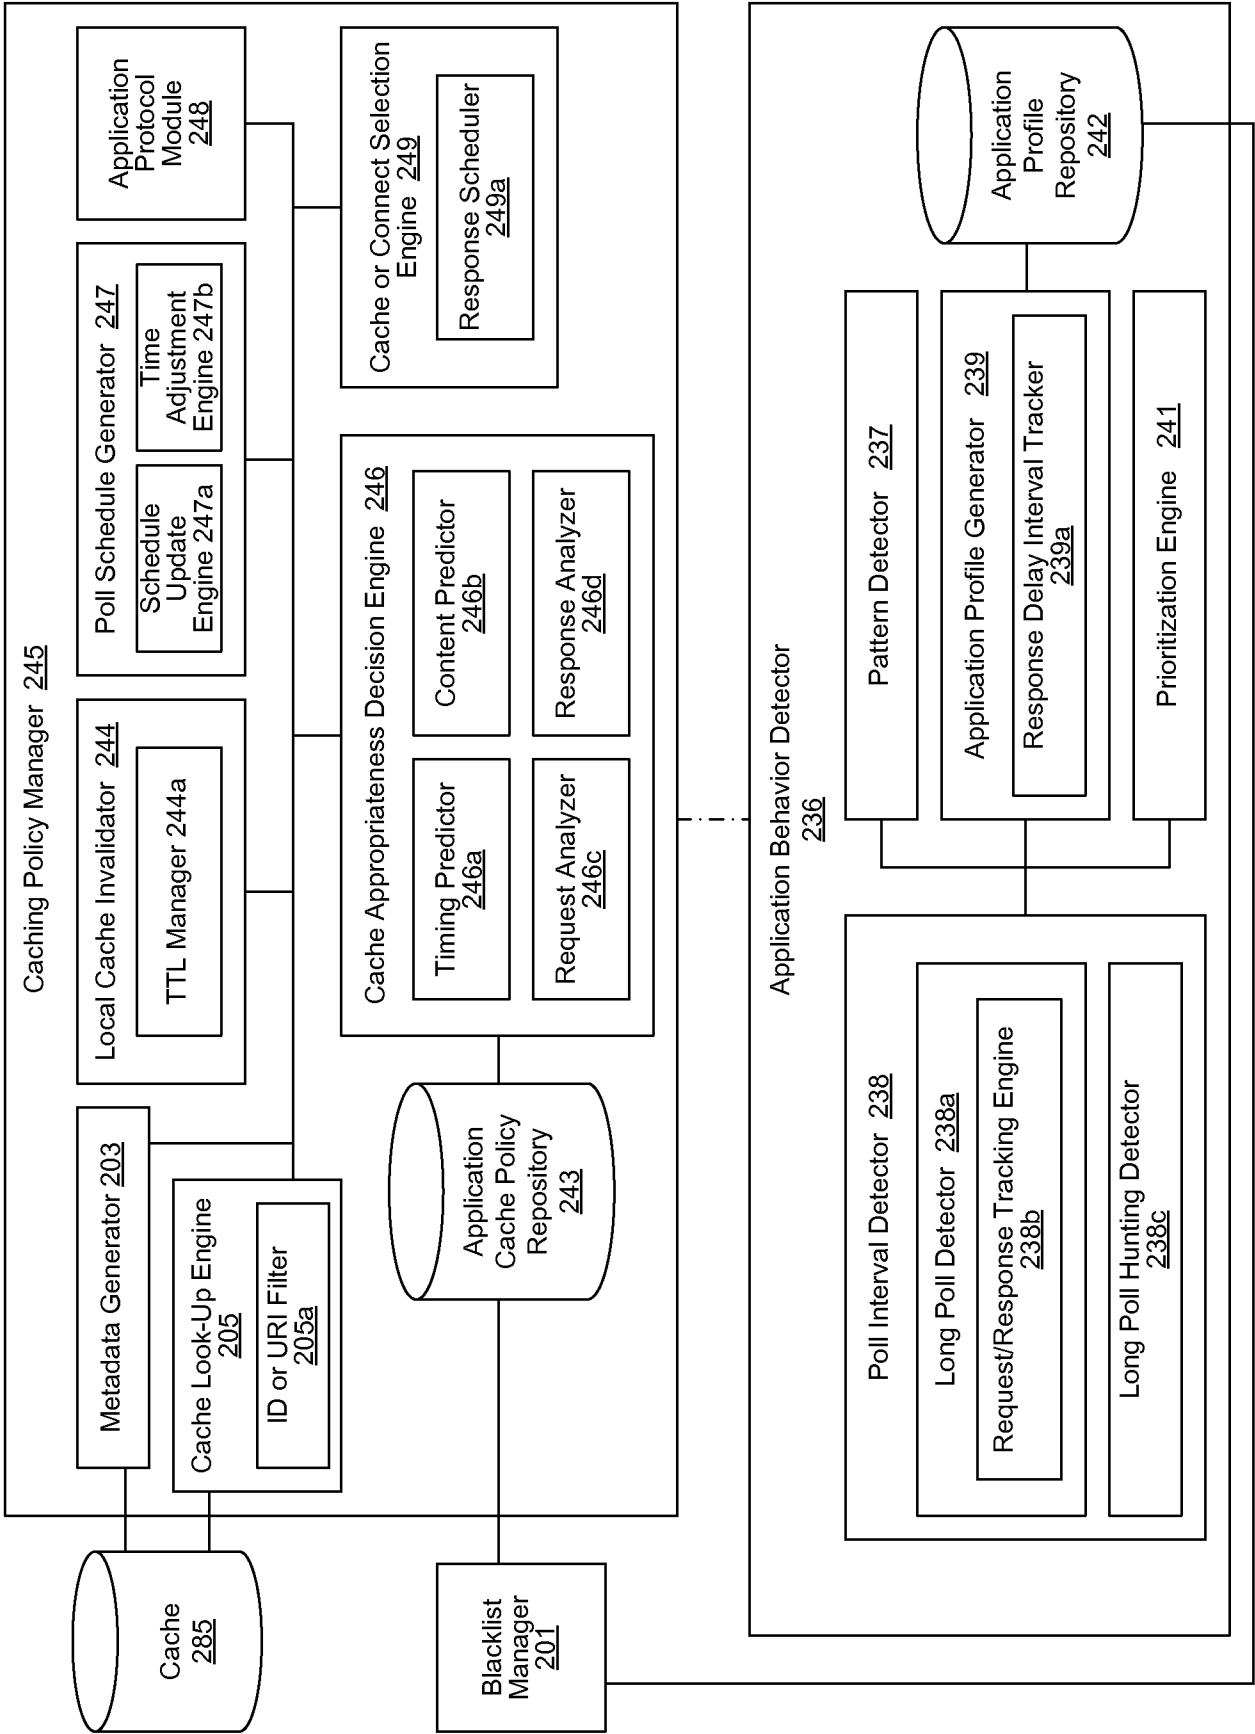 Caching Policy Manager 245
Cache
285
Metadata Generator 203
Cache Look-Up Engine
205
ID or URI Filter
205a
Local Cache Invalidator 244
TTL Manager 244a
Poll Schedule Generator 247
Schedule
Update
Engine 247a
Time
Adjustment
Engine 247b
Application
Protocol
Module
248
Blacklist
Manager
201
Application
Cache Policy
Repository
243
Cache Appropriateness Decision Engine 246
Timing Predictor
246a
Content Predictor
246b
Request Analyzer
246c
Response Analyzer
246d
Cache or Connect Selection
Engine 249
Response Scheduler
249a
Application Behavior Detector
236
Poll Interval Detector 238
Long Poll Detector 238a
Request/Response Tracking Engine
238b
Long Poll Hunting Detector
238c
Pattern Detector 237
Application Profile Generator 239
Response Delay Interval Tracker
239a
Prioritization Engine 241
Application
Profile
Repository
242